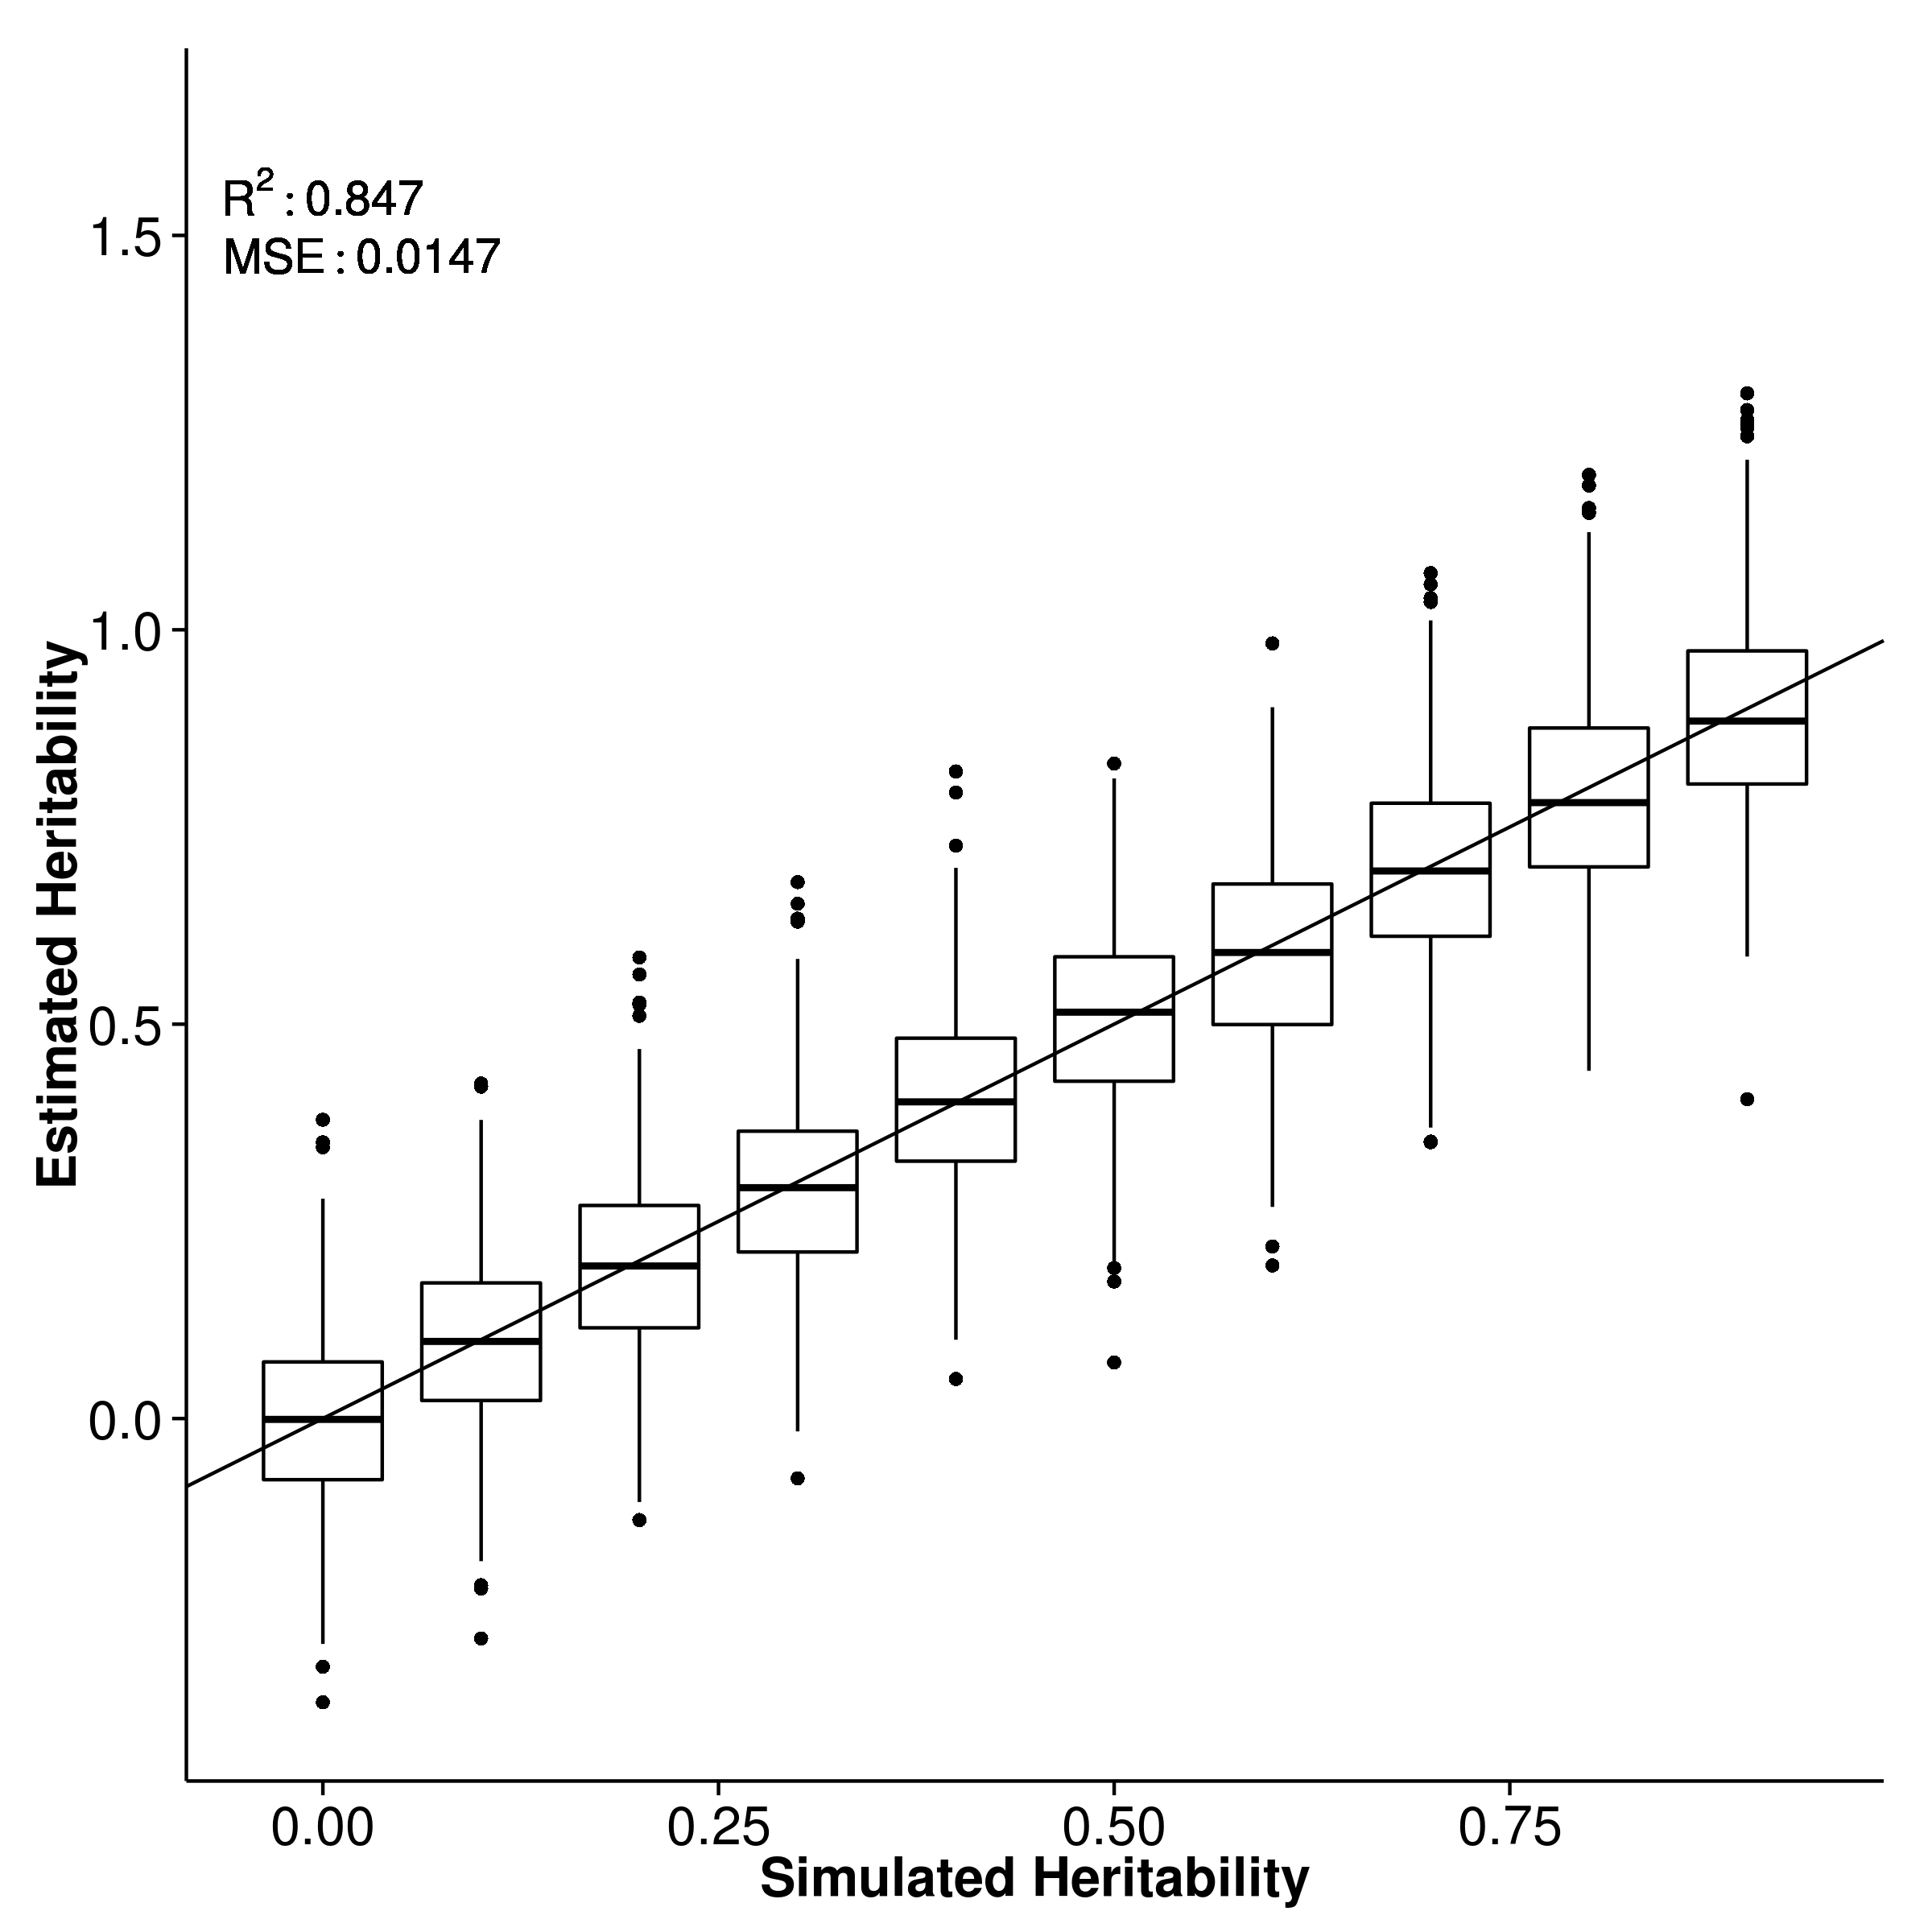 R²: 0.847
MSE: 0.0147
1.5
1.0
0.5
0.0
Estimated Heritability
0.00 0.25 0.50 0.75
Simulated Heritability